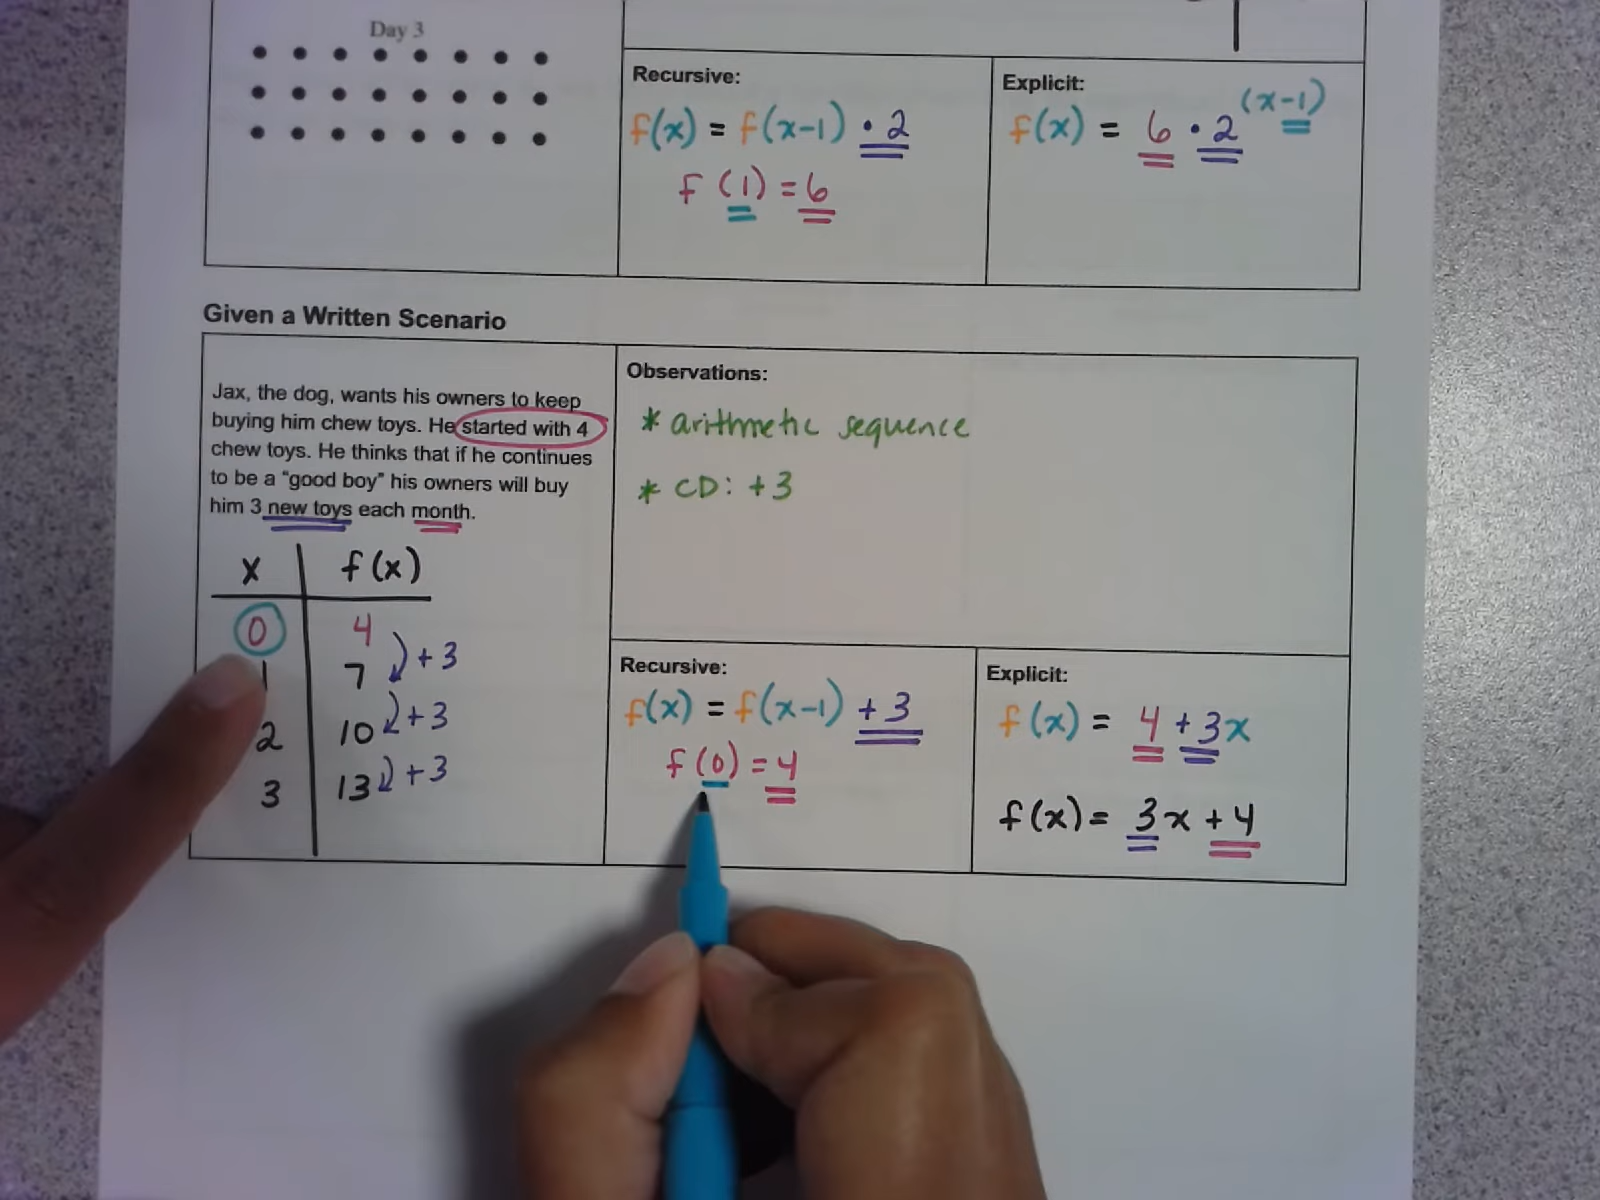 Day 3
Recursive:
f(x) = f(x-1) • 2
f(1) = 6
Explicit:
f(x) = 6 • 2^(x-1)
Given a Written Scenario
Jax, the dog, wants his owners to keep
buying him chew toys. He started with 4
chew toys. He thinks that if he continues
to be a “good boy” his owners will buy
him 3 new toys each month.
x f(x)
0 4
+3
1 7
+3
2 10
+3
3 13
Observations:
* arithmetic sequence
* CD: +3
Recursive:
f(x) = f(x-1) +3
f(0) = 4
Explicit:
f(x) = 4 + 3x
f(x) = 3x + 4